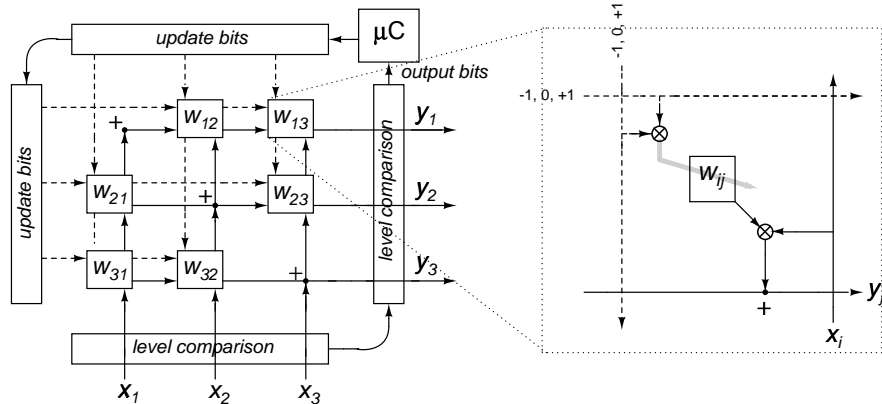 update bits
μC
output bits
update bits
level comparison
level comparison
+
w12
w13
y1
w21
+
w23
y2
w31
w32
+
y3
x1
x2
x3
-1, 0, +1
-1, 0, +1
wij
+
yj
xi